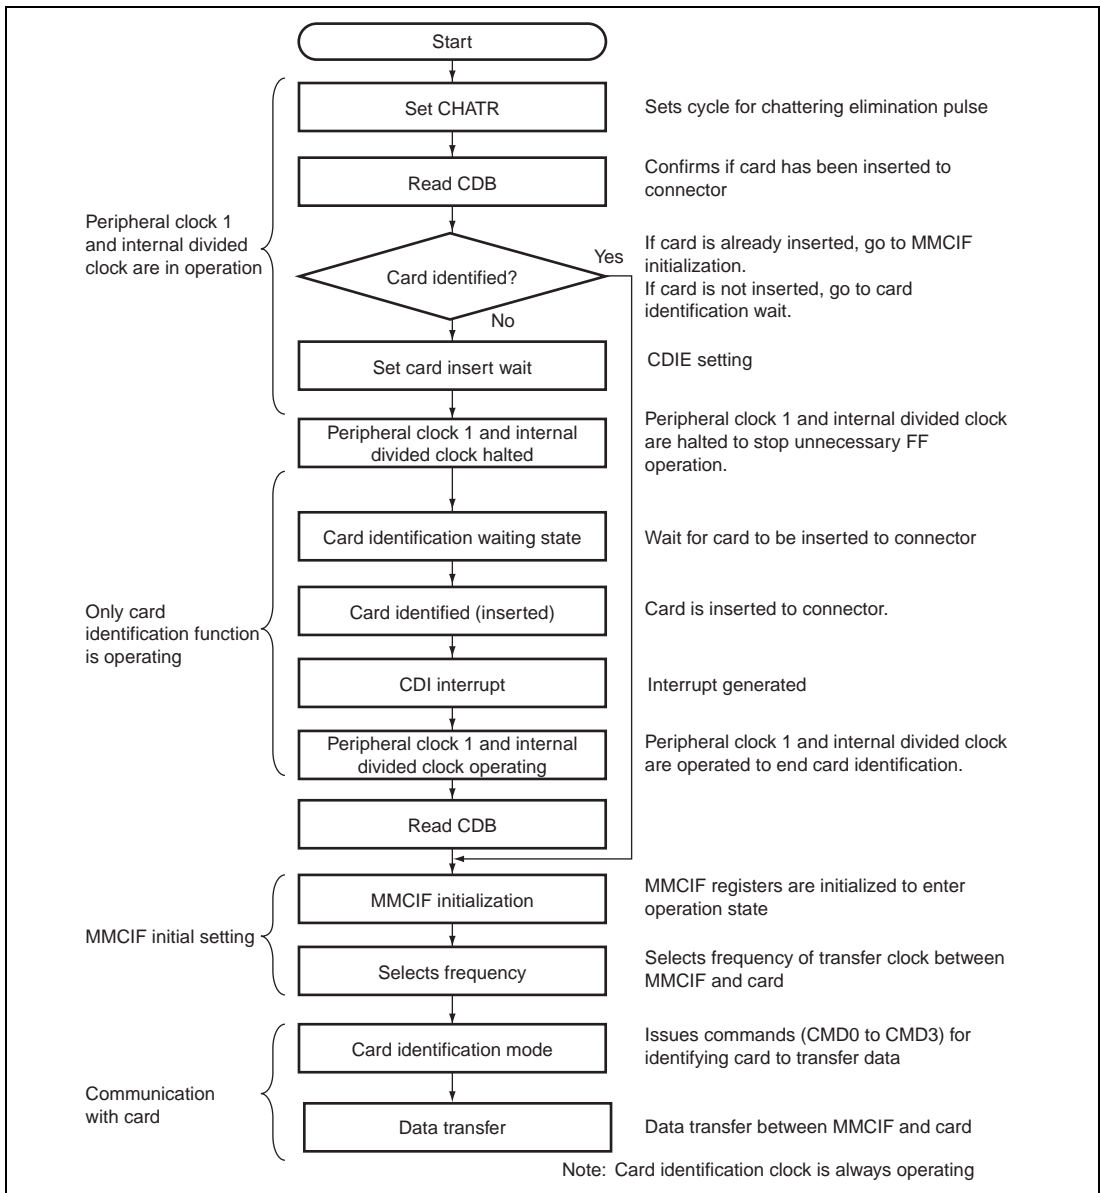 Start
Set CHATR
Sets cycle for chattering elimination pulse
Read CDB
Confirms if card has been inserted to
connector
Peripheral clock 1
and internal divided
clock are in operation
Card identified?
Yes
No
If card is already inserted, go to MMCIF
initialization.
If card is not inserted, go to card
identification wait.
Set card insert wait
CDIE setting
Peripheral clock 1 and internal
divided clock halted
Peripheral clock 1 and internal divided clock
are halted to stop unnecessary FF
operation.
Card identification waiting state
Wait for card to be inserted to connector
Only card
identification function
is operating
Card identified (inserted)
Card is inserted to connector.
CDI interrupt
Interrupt generated
Peripheral clock 1 and internal
divided clock operating
Peripheral clock 1 and internal divided clock
are operated to end card identification.
Read CDB
MMCIF initial setting
MMCIF initialization
MMCIF registers are initialized to enter
operation state
Selects frequency
Selects frequency of transfer clock between
MMCIF and card
Communication
with card
Card identification mode
Issues commands (CMD0 to CMD3) for
identifying card to transfer data
Data transfer
Data transfer between MMCIF and card
Note: Card identification clock is always operating